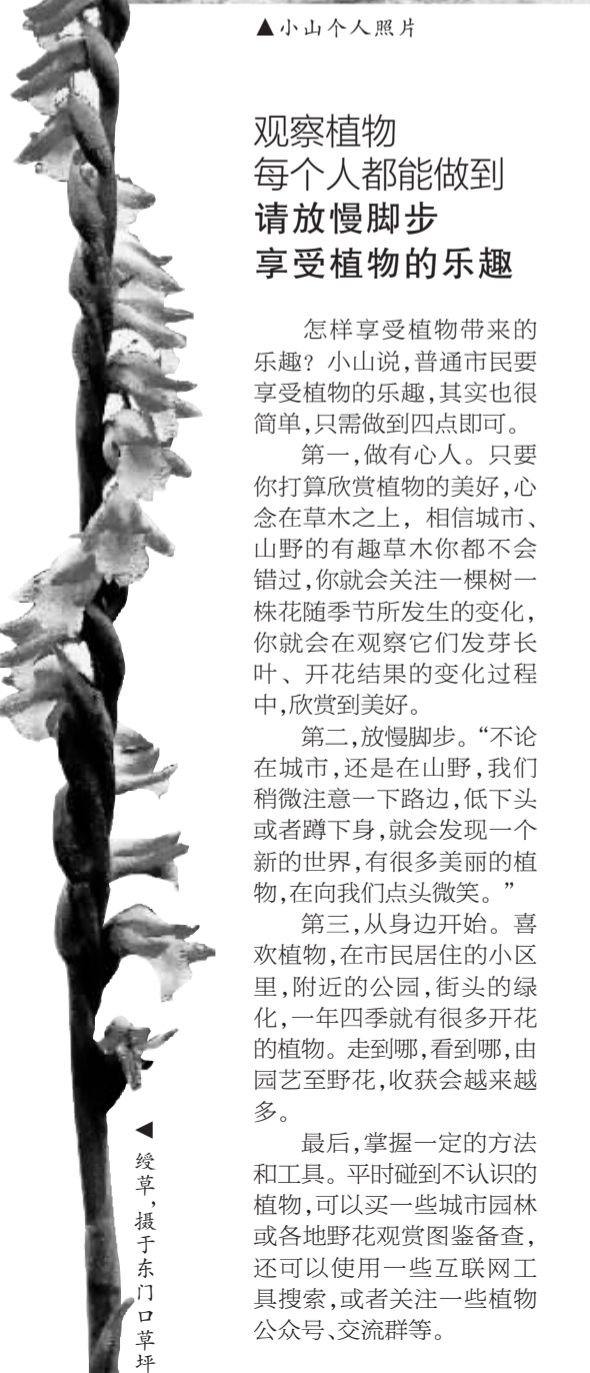 ▲小山个人照片
观察植物
每个人都能做到
请放慢脚步
享受植物的乐趣
怎样享受植物带来的
乐趣？小山说，普通市民要
享受植物的乐趣，其实也很
简单，只需做到四点即可。
第一，做有心人。只要
你打算欣赏植物的美好，心
念在草木之上，相信城市、
山野的有趣草木你都不会
错过，你就会关注一棵树一
株花随季节所发生的变化，
你就会在观察它们发芽长
叶、开花结果的变化过程
中，欣赏到美好。
第二，放慢脚步。“不论
在城市，还是在山野，我们
稍微注意一下路边，低下头
或者蹲下身，就会发现一个
新的世界，有很多美丽的植
物，在向我们点头微笑。”
第三，从身边开始。喜
欢植物，在市民居住的小区
里，附近的公园，街头的绿
化，一年四季就有很多开花
的植物。走到哪，看到哪，由
园艺至野花，收获会越来越
多。
最后，掌握一定的方法
和工具。平时碰到不认识的
植物，可以买一些城市园林
或各地野花观赏图鉴备查，
还可以使用一些互联网工
具搜索，或者关注一些植物
公众号、交流群等。
◀绶草，摄于东门口草坪